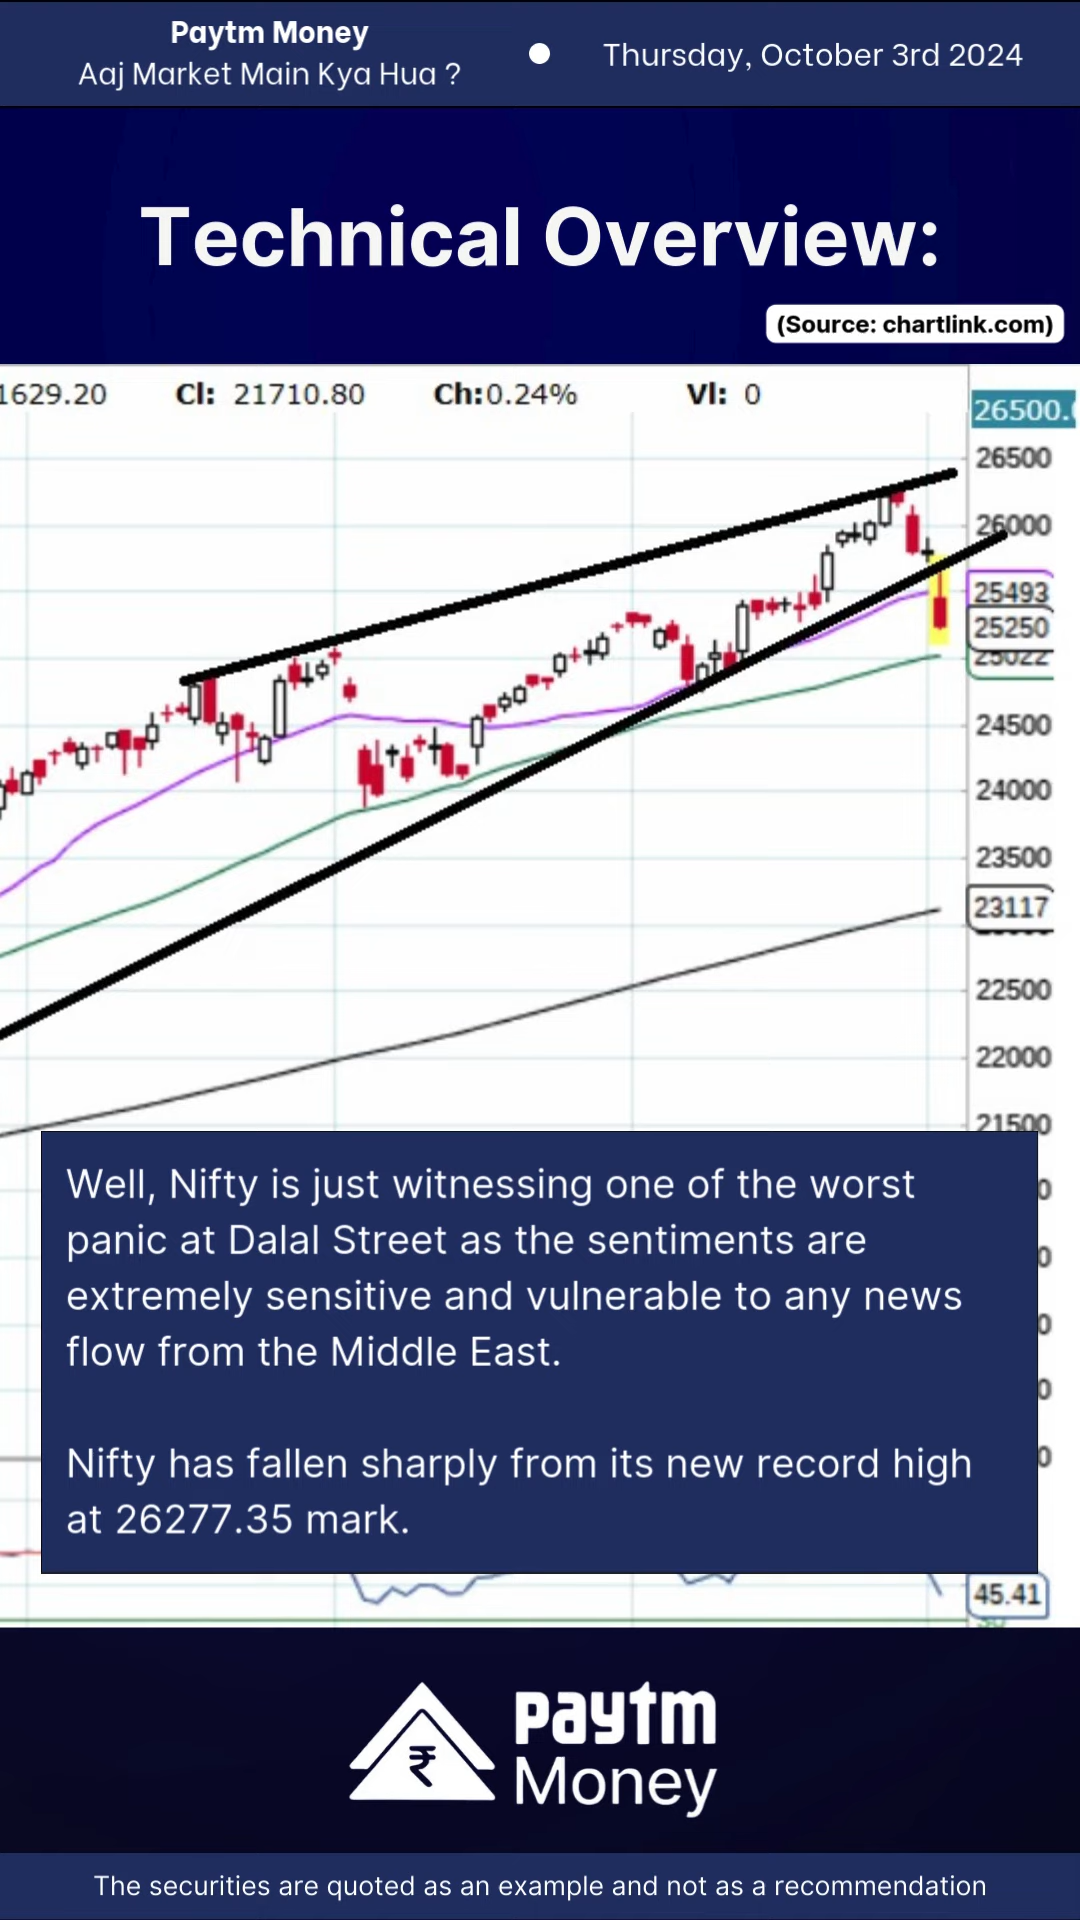 Paytm Money
Aaj Market Main Kya Hua ?
Thursday, October 3rd 2024
Technical Overview:
(Source: chartlink.com)
1629.20 Cl: 21710.80 Ch:0.24% Vl: 0
26500.
26500
26000
25493
25250
25022
24500
24000
23500
23117
22500
22000
21500
Well, Nifty is just witnessing one of the worst
panic at Dalal Street as the sentiments are
extremely sensitive and vulnerable to any news
flow from the Middle East.
Nifty has fallen sharply from its new record high
at 26277.35 mark.
45.41
paytm
Money
The securities are quoted as an example and not as a recommendation